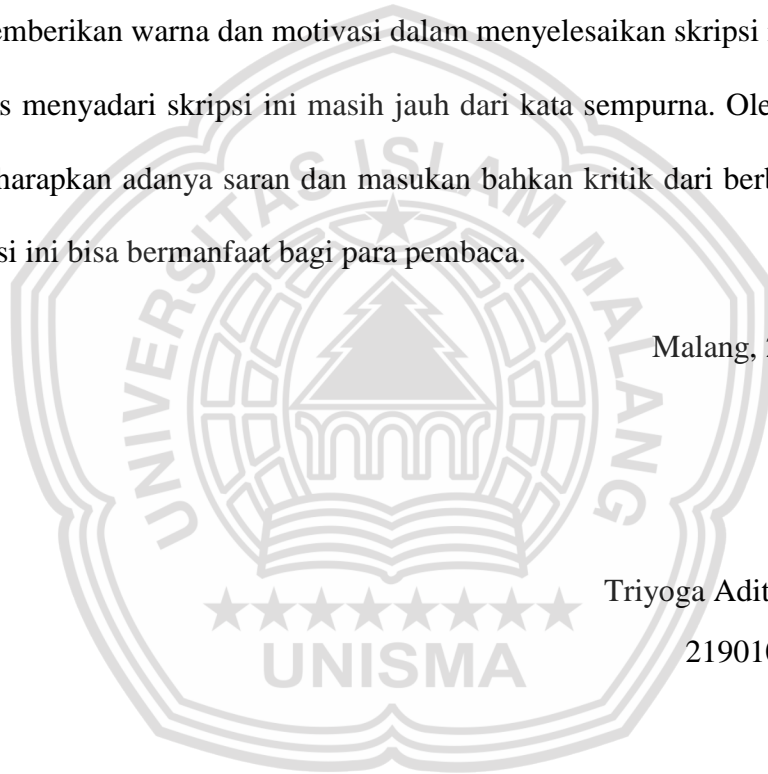 emberikan warna dan motivasi dalam menyelesaikan skripsi
s menyadari skripsi ini masih jauh dari kata sempurna. Ole
harapkan adanya saran dan masukan bahkan kritik dari berb
si ini bisa bermanfaat bagi para pembaca.
Malang,
Triyoga Adit
219010
UNIVERSITAS ISLAM MALANG
UNISMA